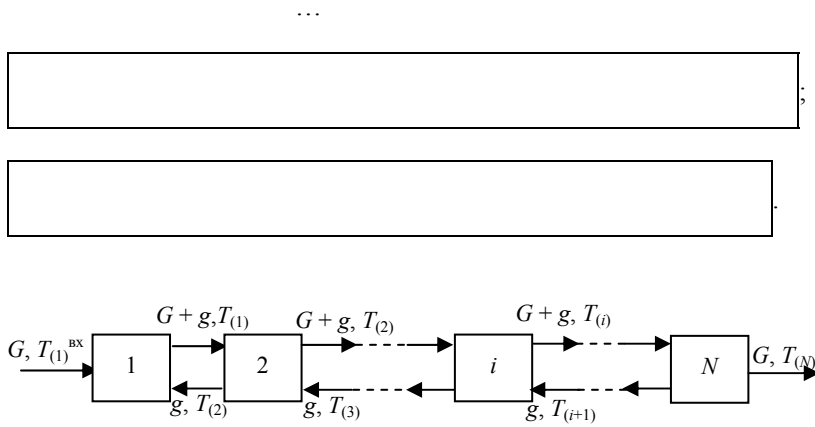 ...
;
.
G + g,T(1)
G + g, T(2)
G + g, T(i)
G, T(1)вх
1
2
i
N
G, T(N)
g, T(2)
g, T(3)
g, T(i+1)